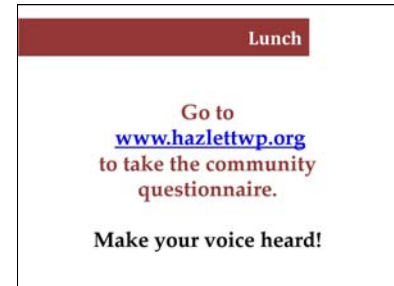 Lunch
Go to
www.hazlettwp.org
to take the community
questionnaire.
Make your voice heard!